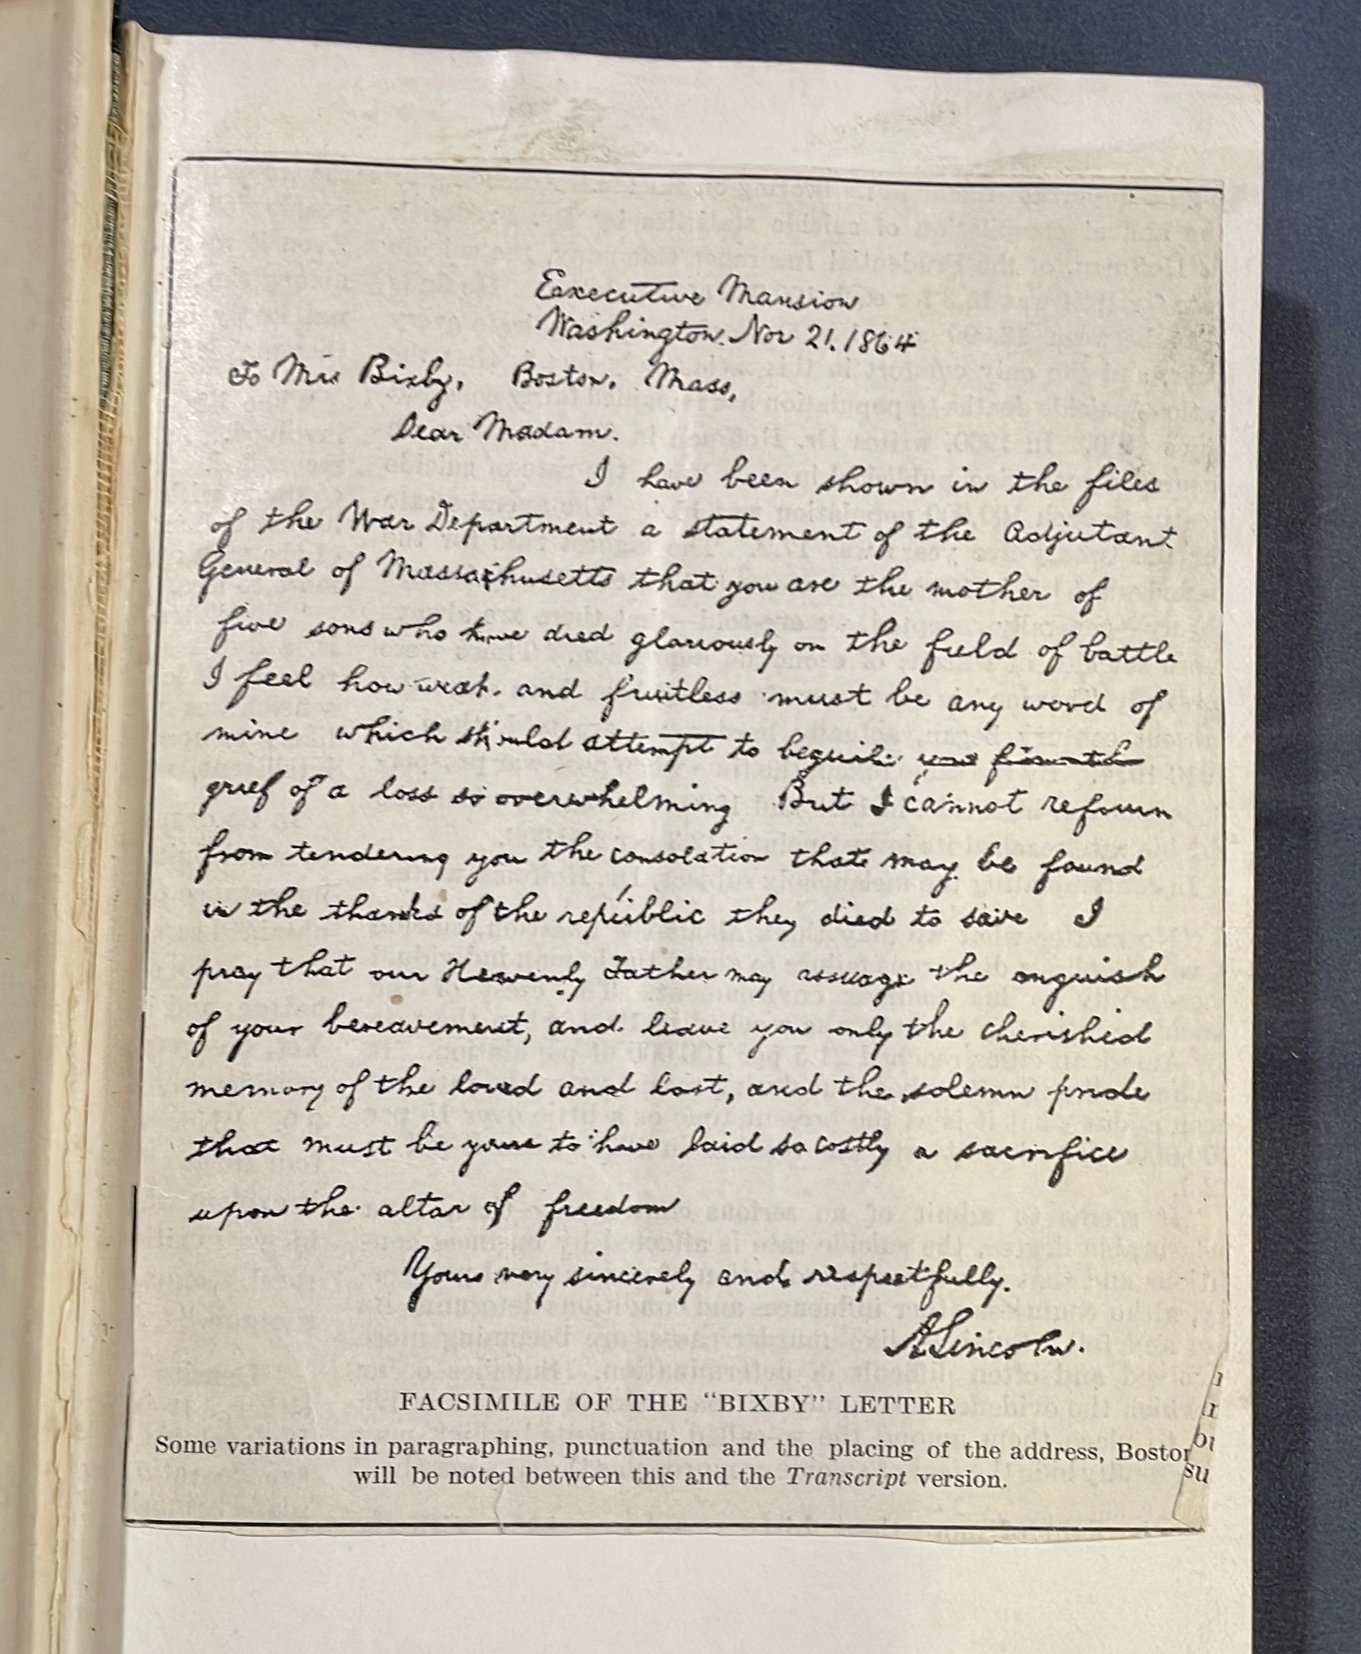 Executive Mansion
Washington. Nov 21. 1864
To Mrs Bixby, Boston. Mass,
Dear Madam.
I have been shown in the files
of the War Department a statement of the Adjutant
General of Massachusetts that you are the mother of
five sons who have died gloriously on the field of battle
I feel how weak and fruitless must be any word of
mine which should attempt to beguile
grief of a loss so overwhelming But I cannot refrain
from tendering you the consolation that may be found
in the thanks of the republic they died to save I
pray that our Heavenly Father may assuage the anguish
of your bereavement, and leave you only the cherished
memory of the loved and lost, and the solemn pride
that must be yours to have laid so costly a sacrifice
upon the altar of freedom
Yours very sincerely and respectfully.
A Lincoln.
FACSIMILE OF THE "BIXBY" LETTER
Some variations in paragraphing, punctuation and the placing of the address, Boston
will be noted between this and the Transcript version.